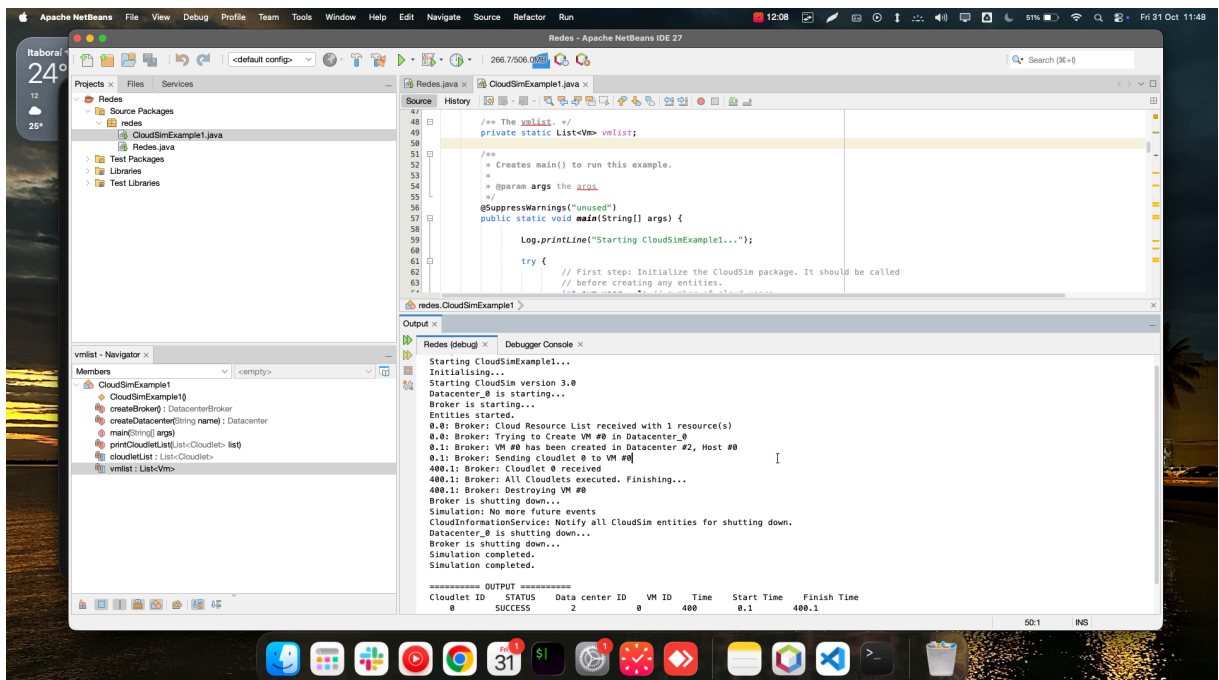 Apache NetBeans File View Debug Profile Team Tools Window Help Edit Navigate Source Refactor Run 12:08 51% Fri 31 Oct 11:48
Itaboraí
24°
12
25°
Redes - Apache NetBeans IDE 27
<default config> 266.7/506.0MB Search (⌘+I)
Projects × Files Services
Redes
Source Packages
redes
CloudSimExample1.java
Redes.java
Test Packages
Libraries
Test Libraries
Redes.java × CloudSimExample1.java ×
Source History
47
48 /** The vmlist. */
49 private static List<Vm> vmlist;
50
51 /**
52 * Creates main() to run this example.
53 *
54 * @param args the args
55 */
56 @SuppressWarnings("unused")
57 public static void main(String[] args) {
58
59 Log.printLine("Starting CloudSimExample1...");
60
61 try {
62 // First step: Initialize the CloudSim package. It should be called
63 // before creating any entities.
redes.CloudSimExample1
vmlist - Navigator ×
Members <empty>
CloudSimExample1
CloudSimExample1()
createBroker() : DatacenterBroker
createDatacenter(String name) : Datacenter
main(String[] args)
printCloudletList(List<Cloudlet> list)
cloudletList : List<Cloudlet>
vmlist : List<Vm>
Output ×
Redes (debug) × Debugger Console ×
Starting CloudSimExample1...
Initialising...
Starting CloudSim version 3.0
Datacenter_0 is starting...
Broker is starting...
Entities started.
0.0: Broker: Cloud Resource List received with 1 resource(s)
0.0: Broker: Trying to Create VM #0 in Datacenter_0
0.1: Broker: VM #0 has been created in Datacenter #2, Host #0
0.1: Broker: Sending cloudlet 0 to VM #0
400.1: Broker: Cloudlet 0 received
400.1: Broker: All Cloudlets executed. Finishing...
400.1: Broker: Destroying VM #0
Broker is shutting down...
Simulation: No more future events
CloudInformationService: Notify all CloudSim entities for shutting down.
Datacenter_0 is shutting down...
Broker is shutting down...
Simulation completed.
Simulation completed.
========== OUTPUT ==========
Cloudlet ID STATUS Data center ID VM ID Time Start Time Finish Time
0 SUCCESS 2 0 400 0.1 400.1
50:1 INS
Fri 1 1
31 $
>_